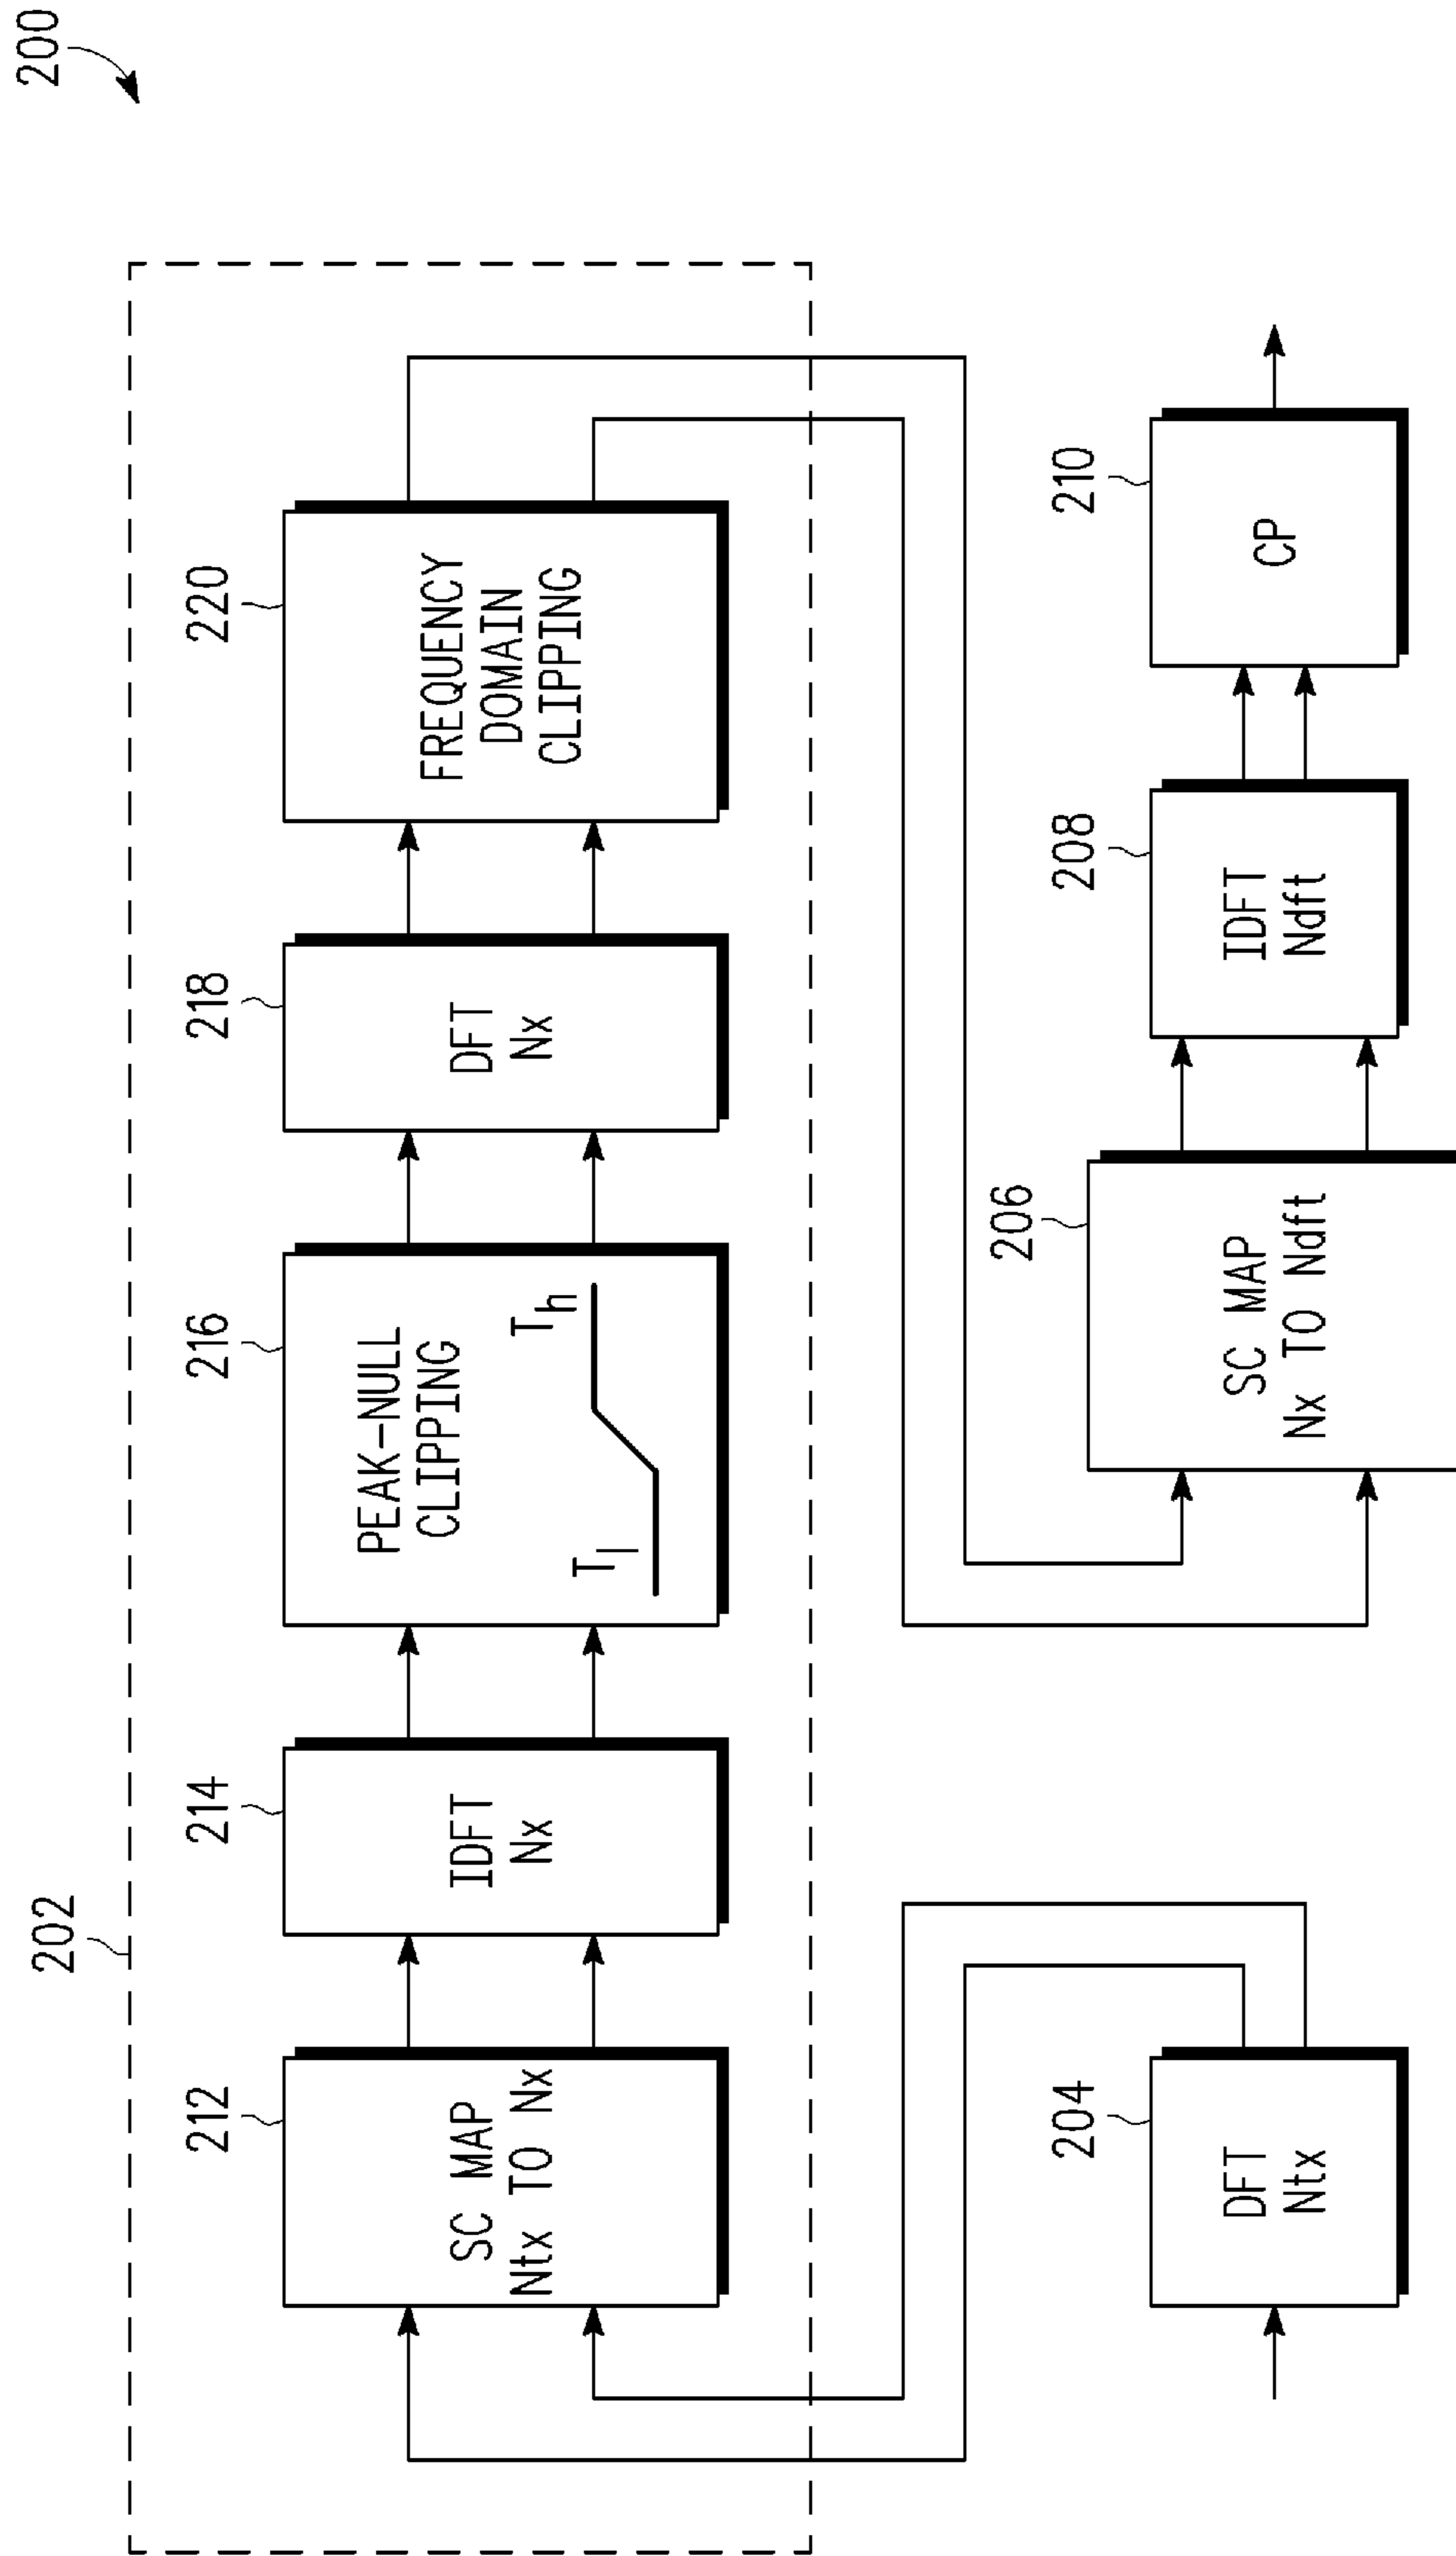 200
202
212
SC MAP
Ntx TO Nx
214
IDFT
Nx
216
PEAK-NULL
CLIPPING
Tl
Th
218
DFT
Nx
220
FREQUENCY
DOMAIN
CLIPPING
204
DFT
Ntx
206
SC MAP
Nx TO Ndft
208
IDFT
Ndft
210
CP